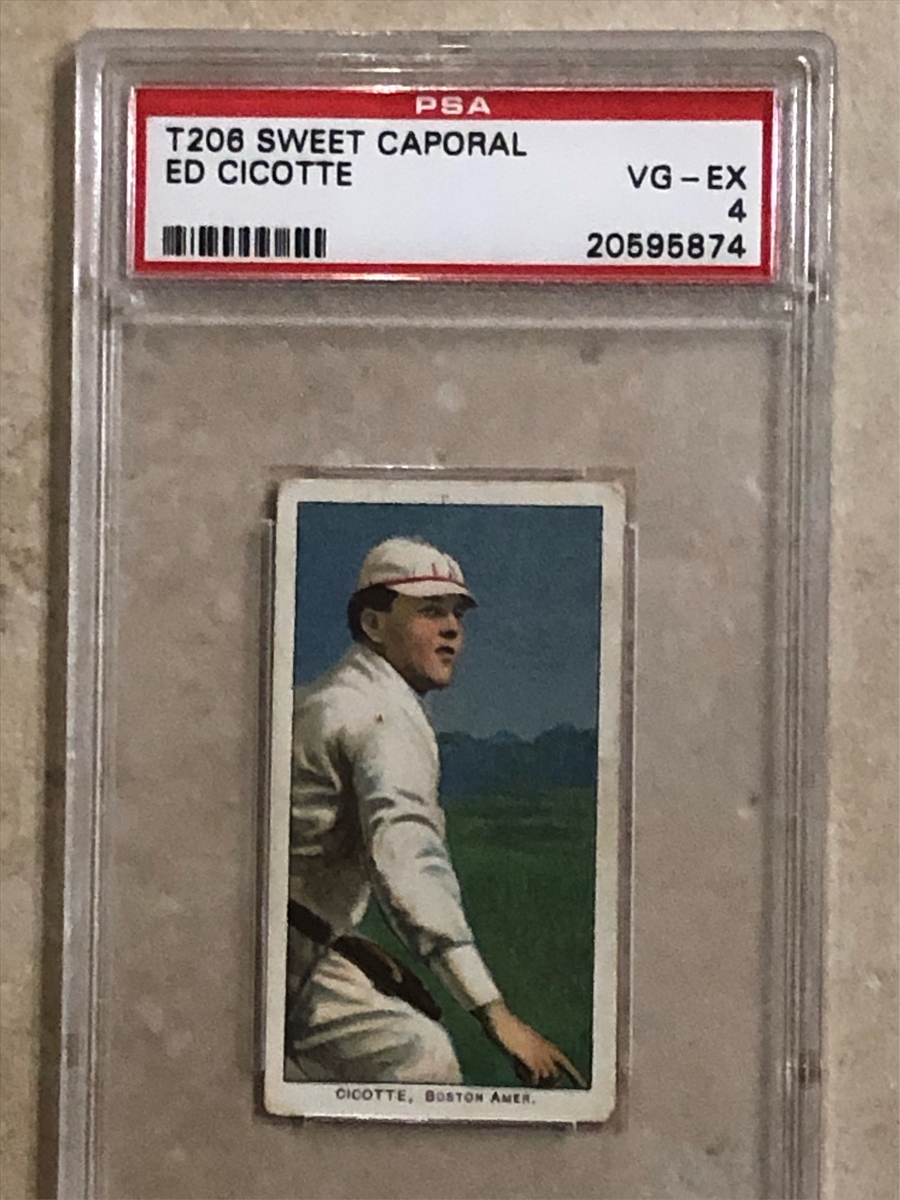 PSA
T206 SWEET CAPORAL
ED CICOTTE
VG - EX
4
20595874
CICOTTE, BOSTON AMER.